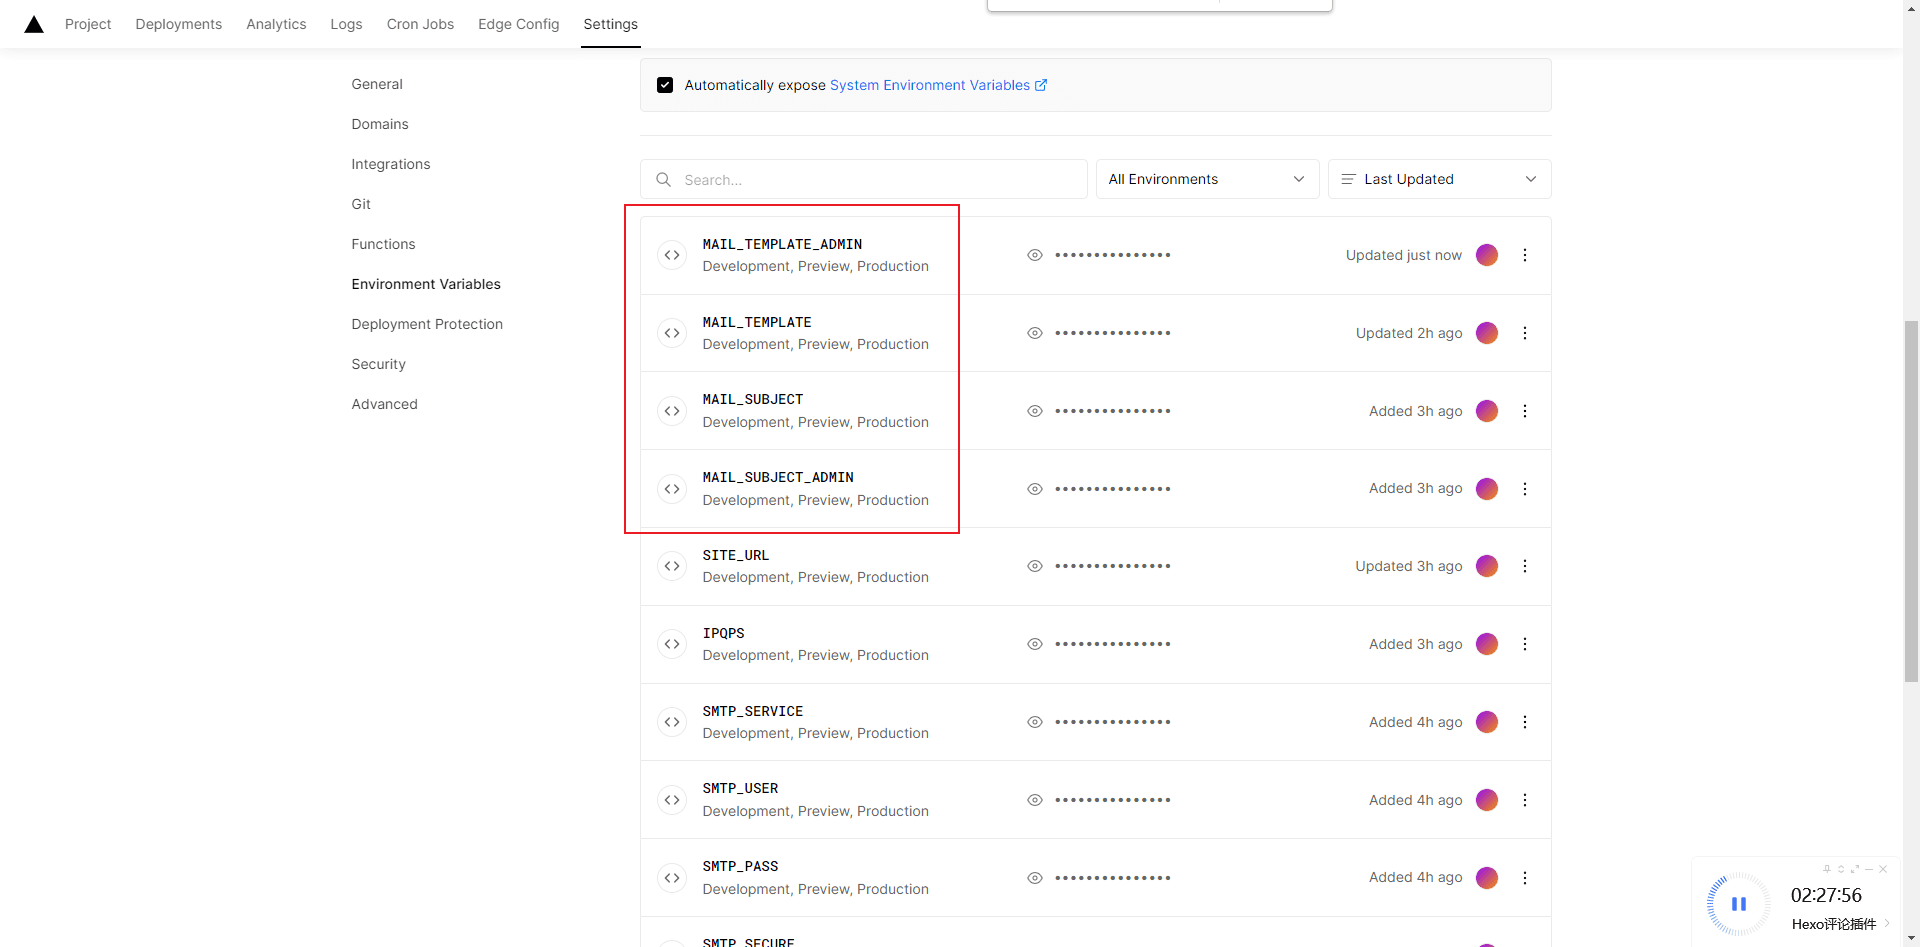 Project Deployments Analytics Logs Cron Jobs Edge Config Settings
General
Domains
Integrations
Git
Functions
Environment Variables
Deployment Protection
Security
Advanced
Automatically expose System Environment Variables
Search...
All Environments
Last Updated
MAIL_TEMPLATE_ADMIN
Development, Preview, Production
•••••••••••••••
Updated just now
MAIL_TEMPLATE
Development, Preview, Production
•••••••••••••••
Updated 2h ago
MAIL_SUBJECT
Development, Preview, Production
•••••••••••••••
Added 3h ago
MAIL_SUBJECT_ADMIN
Development, Preview, Production
•••••••••••••••
Added 3h ago
SITE_URL
Development, Preview, Production
•••••••••••••••
Updated 3h ago
IPQPS
Development, Preview, Production
•••••••••••••••
Added 3h ago
SMTP_SERVICE
Development, Preview, Production
•••••••••••••••
Added 4h ago
SMTP_USER
Development, Preview, Production
•••••••••••••••
Added 4h ago
SMTP_PASS
Development, Preview, Production
•••••••••••••••
Added 4h ago
SMTP_SECURE
02:27:56
Hexo评论插件